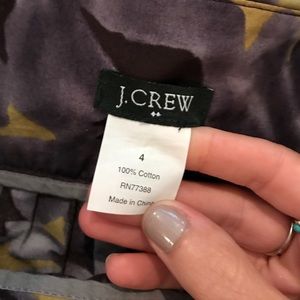 J.CREW
4
100% Cotton
RN77388
Made in China